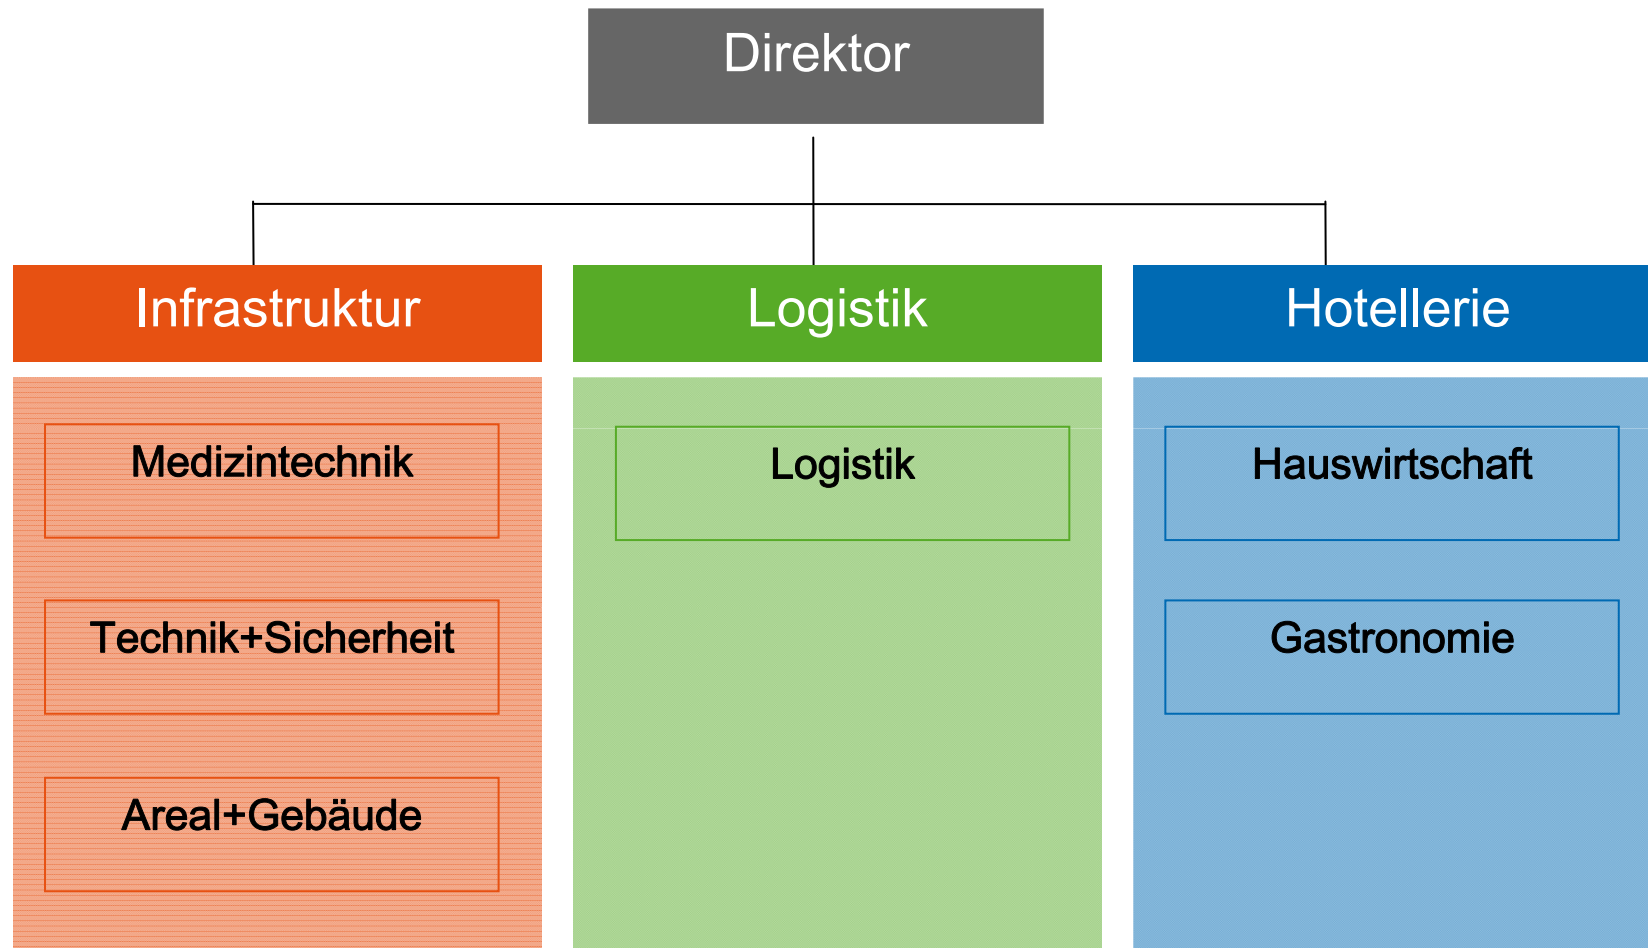 Direktor
Infrastruktur
Logistik
Hotellerie
Medizintechnik
Logistik
Hauswirtschaft
Technik+Sicherheit
Gastronomie
Areal+Gebäude